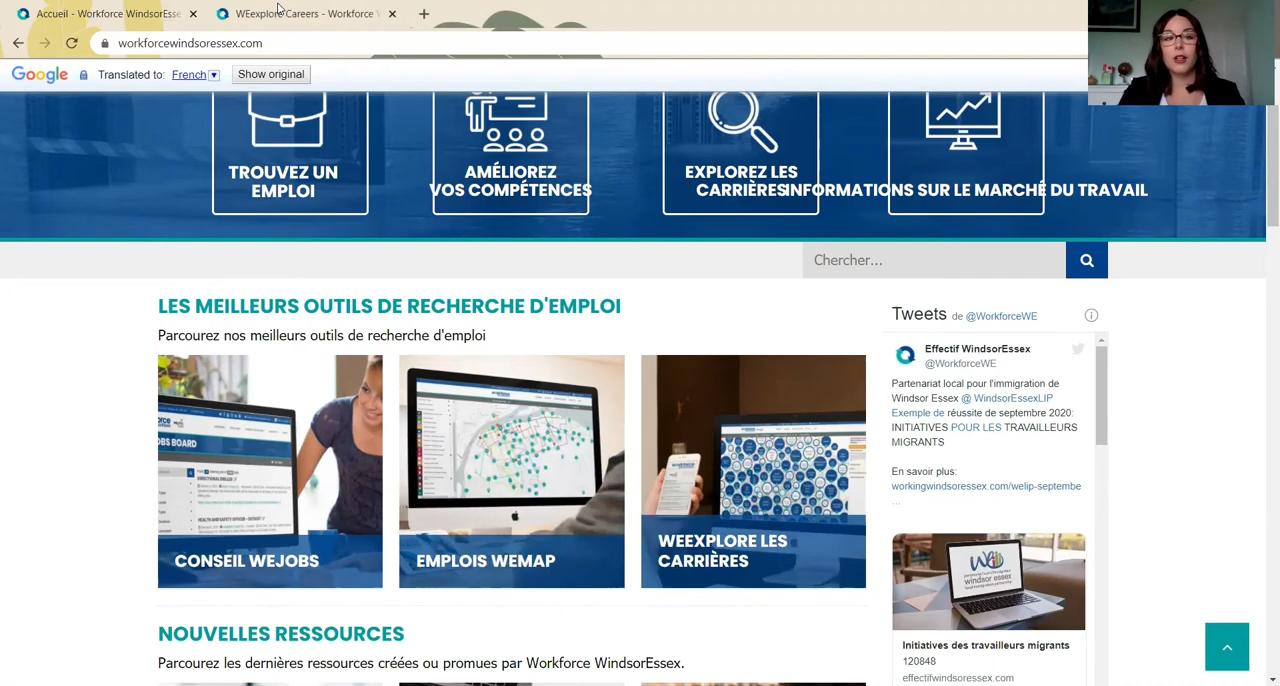 Accueil - Workforce WindsorEsse
WEexplore Careers - Workforce W
workforcewindsoressex.com
Google
Translated to: French
Show original
TROUVEZ UN
EMPLOI
AMÉLIOREZ
VOS COMPÉTENCES
EXPLOREZ LES
CARRIÈRES
INFORMATIONS SUR LE MARCHÉ DU TRAVAIL
Chercher...
LES MEILLEURS OUTILS DE RECHERCHE D'EMPLOI
Parcourez nos meilleurs outils de recherche d'emploi
CONSEIL WEJOBS
EMPLOIS WEMAP
WEEXPLORE LES
CARRIÈRES
Tweets de @WorkforceWE
Effectif WindsorEssex
@WorkforceWE
Partenariat local pour l'immigration de
Windsor Essex @ WindsorEssexLIP
Exemple de réussite de septembre 2020:
INITIATIVES POUR LES TRAVAILLEURS
MIGRANTS
En savoir plus:
workingwindsoressex.com/welip-septembe
...
windsor essex
Initiatives des travailleurs migrants
120848
effectifwindsoressex.com
NOUVELLES RESSOURCES
Parcourez les dernières ressources créées ou promues par Workforce WindsorEssex.